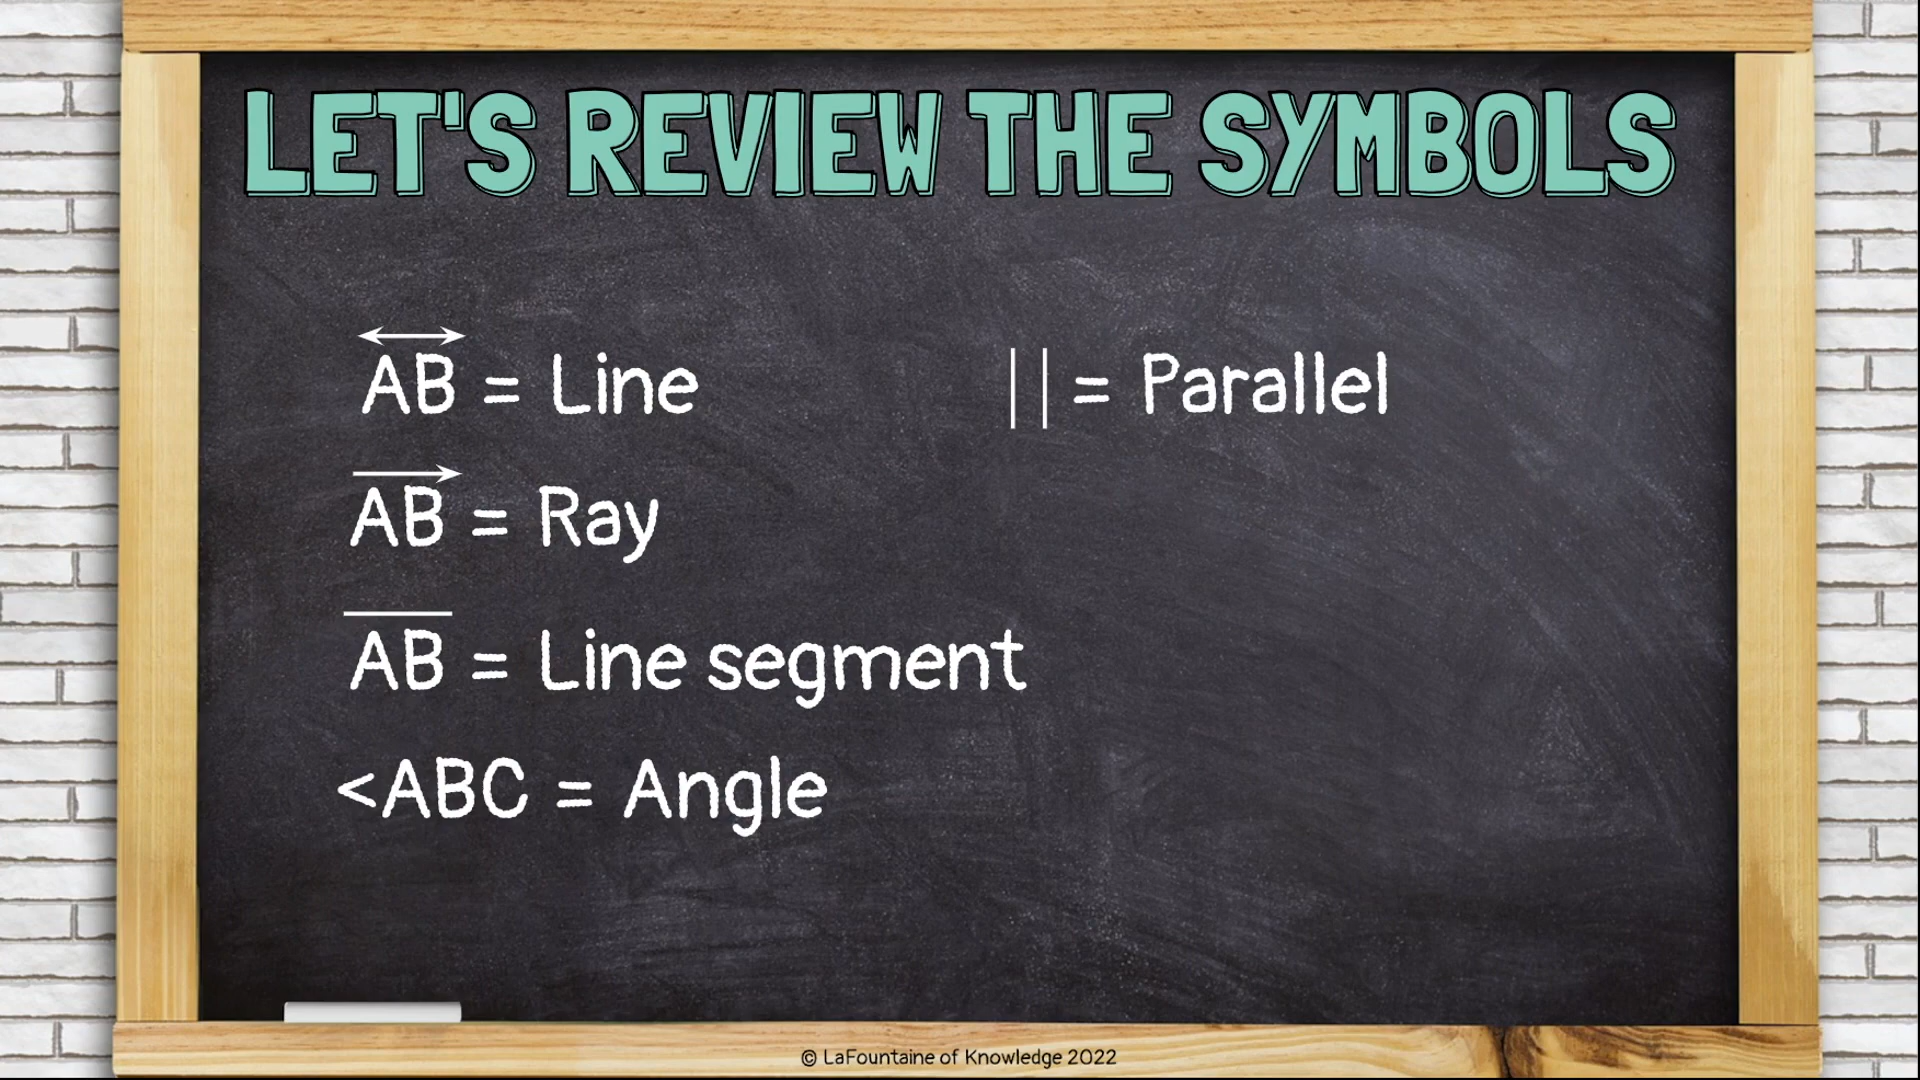 LET'S REVIEW THE SYMBOLS
AB = Line
|| = Parallel
AB = Ray
AB = Line segment
<ABC = Angle
© LaFountaine of Knowledge 2022